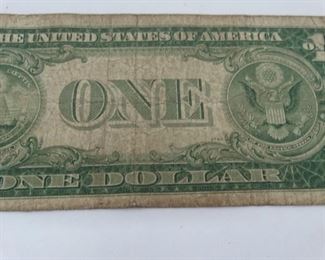 THE UNITED STATES OF AMERICA
ONE
ONE DOLLAR